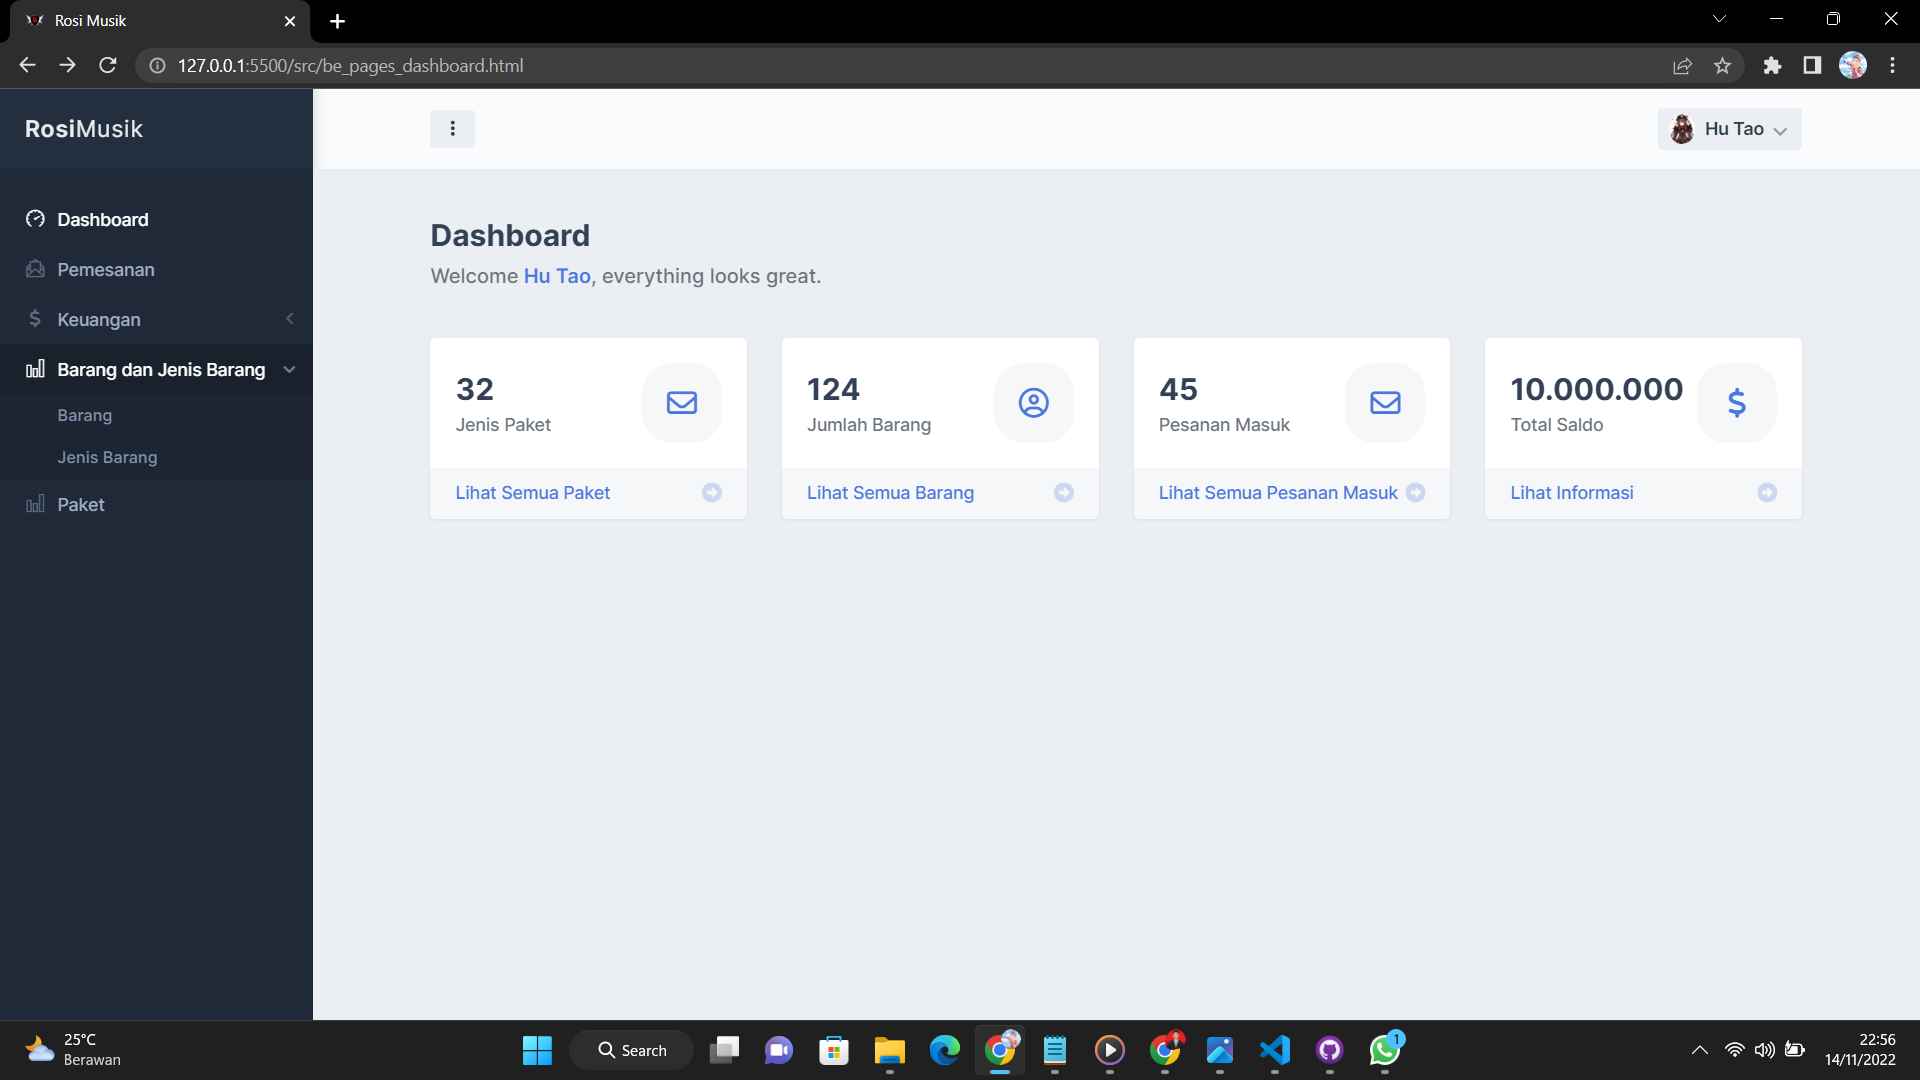 Rosi Musik
127.0.0.1:5500/src/be_pages_dashboard.html
RosiMusik
Hu Tao
Dashboard
Pemesanan
Keuangan
Barang dan Jenis Barang
Barang
Jenis Barang
Paket
Dashboard
Welcome Hu Tao, everything looks great.
32
Jenis Paket
Lihat Semua Paket
124
Jumlah Barang
Lihat Semua Barang
45
Pesanan Masuk
Lihat Semua Pesanan Masuk
10.000.000
Total Saldo
Lihat Informasi
25°C
Berawan
Search
1
22:56
14/11/2022